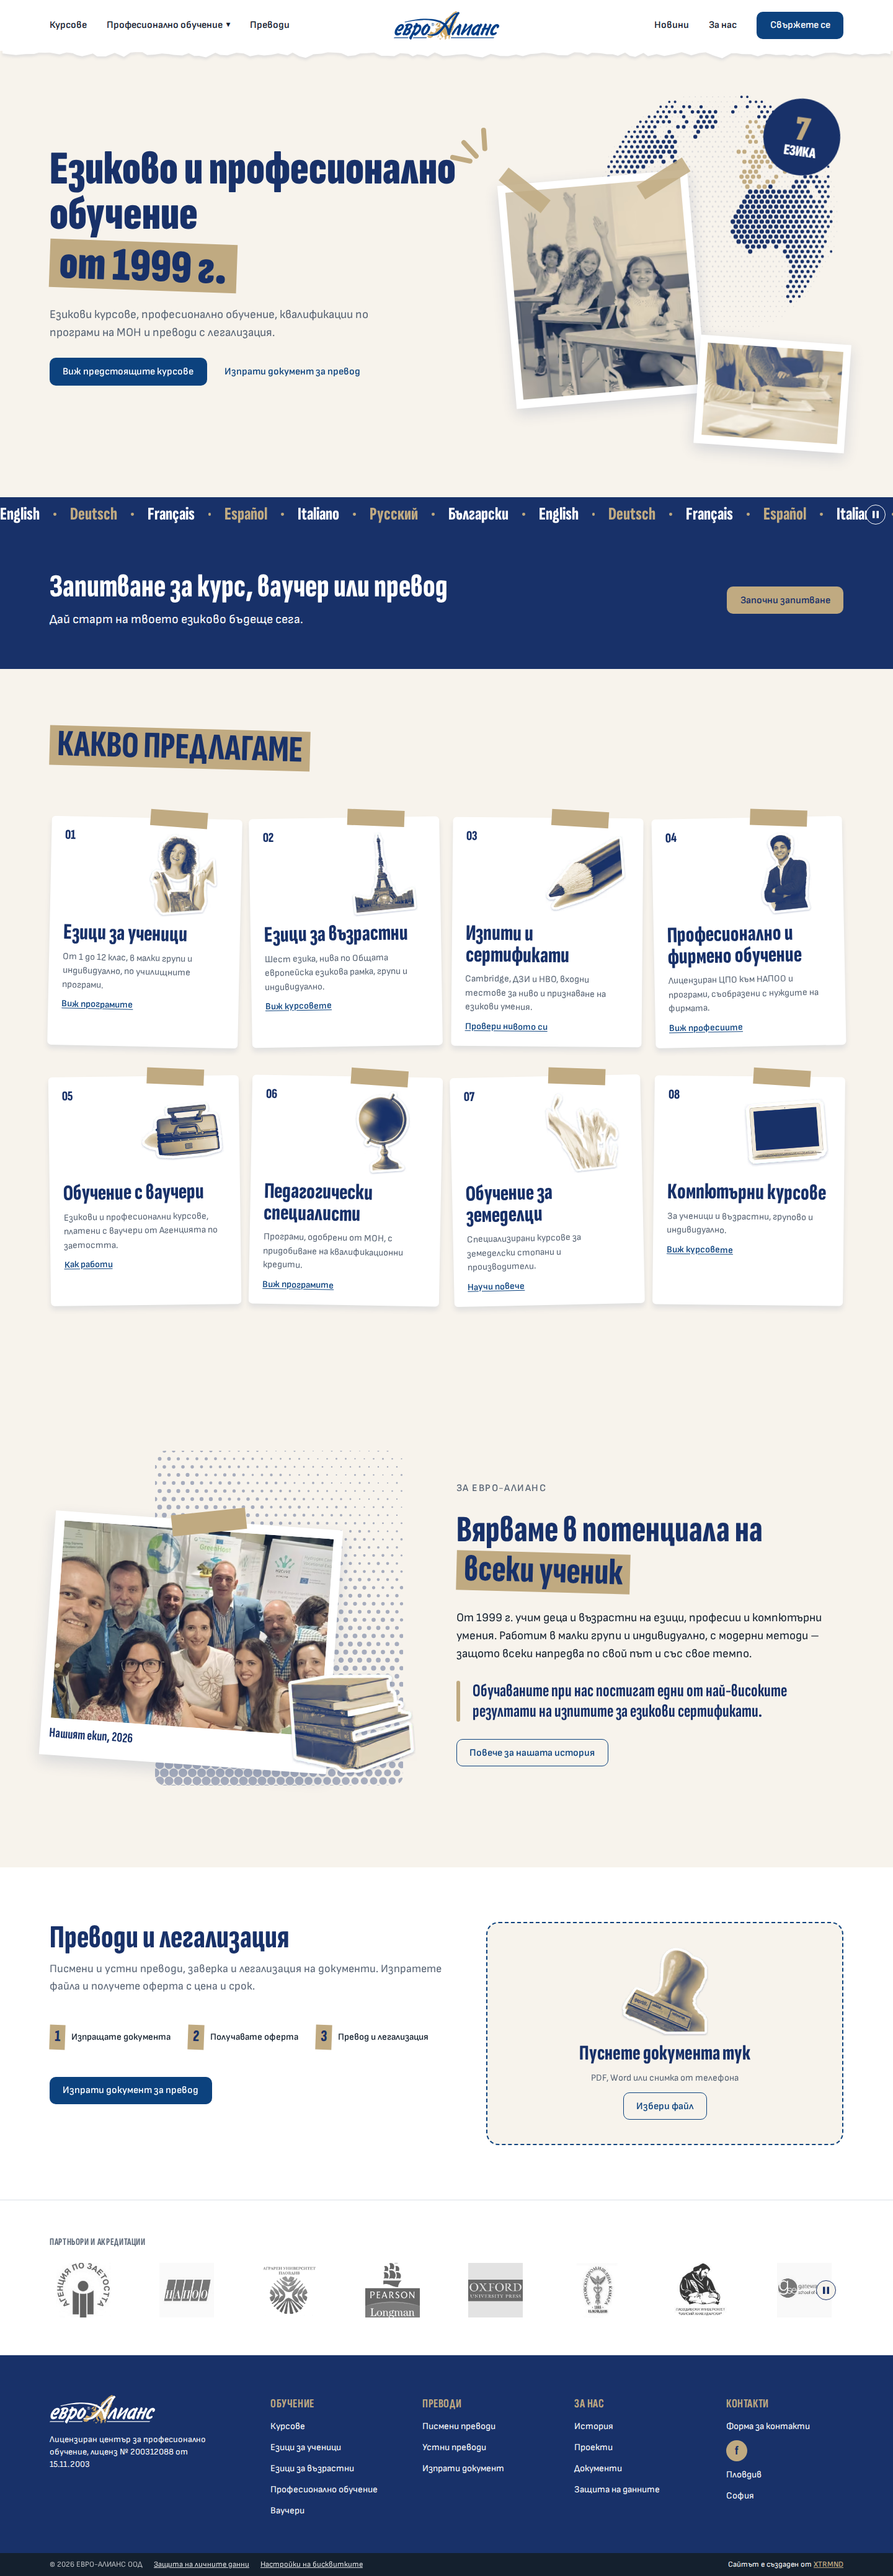 Курсове
Професионално обучение ▾
Преводи
евроАлианс
Новини
За нас
Свържете се
7
ЕЗИКА
Езиково и професионално
обучение
от 1999 г.
Езикови курсове, професионално обучение, квалификации по
програми на МОН и преводи с легализация.
Виж предстоящите курсове
Изпрати документ за превод
English • Deutsch • Français • Español • Italiano • Русский • Български • English • Deutsch • Français • Español •
Запитване за курс, ваучер или превод
Дай старт на твоето езиково бъдеще сега.
Започни запитване
КАКВО ПРЕДЛАГАМЕ
01
Езици за ученици
От 1 до 12 клас, в малки групи и
индивидуално, по училищните
програми.
Виж програмите
02
Езици за възрастни
Шест езика, нива по Общата
европейска езикова рамка, групи и
индивидуално.
Виж курсовете
03
Изпити и
сертификати
Cambridge, ДЗИ и НВО, входни
тестове за ниво и признаване на
езикови умения.
Провери нивото си
04
Професионално и
фирмено обучение
Лицензиран ЦПО към НАПОО и
програми, съобразени с нуждите на
фирмата.
Виж професиите
05
Обучение с ваучери
Езикови и професионални курсове,
платени с ваучери от Агенцията по
заетостта.
Как работи
06
Педагогически
специалисти
Програми, одобрени от МОН, с
придобиване на квалификационни
кредити.
Виж програмите
07
Обучение за
земеделци
Специализирани курсове за
земеделски стопани и
производители.
Научи повече
08
Компютърни курсове
За ученици и възрастни, групово и
индивидуално.
Виж курсовете
Нашият екип, 2026
ЗА ЕВРО-АЛИАНС
Вярваме в потенциала на
всеки ученик
От 1999 г. учим деца и възрастни на езици, професии и компютърни
умения. Работим в малки групи и индивидуално, с модерни методи –
защото всеки напредва по свой път и със свое темпо.
Обучаваните при нас постигат едни от най-високите
резултати на изпитите за езикови сертификати.
Повече за нашата история
Преводи и легализация
Писмени и устни преводи, заверка и легализация на документи. Изпратете
файла и получете оферта с цена и срок.
1 Изпращате документа
2 Получавате оферта
3 Превод и легализация
Изпрати документ за превод
Пуснете документа тук
PDF, Word или снимка от телефона
Избери файл
ПАРТНЬОРИ И АКРЕДИТАЦИИ
АГЕНЦИЯ ПО ЗАЕТОСТТА
НАПОО
АГРАРЕН УНИВЕРСИТЕТ
ПЛОВДИВ
PEARSON
Longman
OXFORD
UNIVERSITY PRESS
евроАлианс
Лицензиран център за професионално
обучение, лиценз № 200312088 от
15.11.2003
ОБУЧЕНИЕ
Курсове
Езици за ученици
Езици за възрастни
Професионално обучение
Ваучери
ПРЕВОДИ
Писмени преводи
Устни преводи
Изпрати документ
ЗА НАС
История
Проекти
Документи
Защита на данните
КОНТАКТИ
Форма за контакти
f
Пловдив
София
© 2026 ЕВРО-АЛИАНС ООД
Защита на личните данни
Настройки на бисквитките
Сайтът е създаден от XTRMND